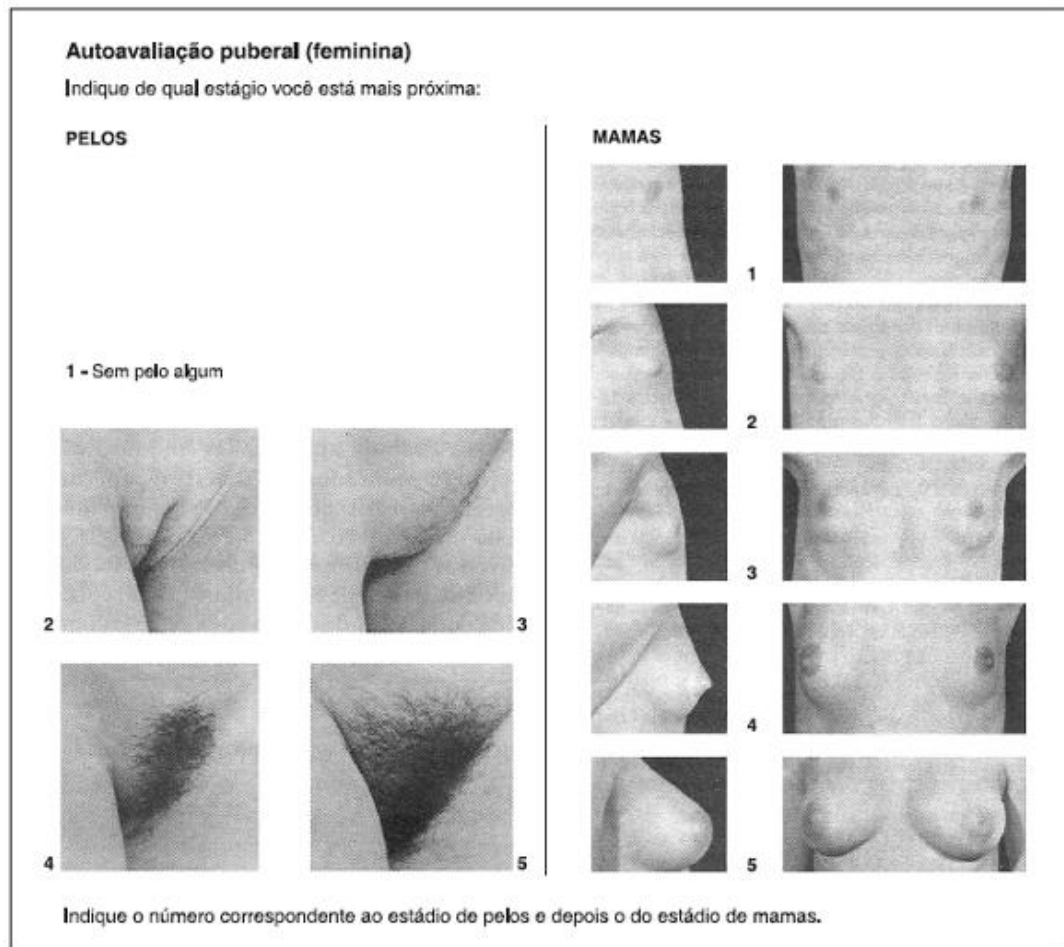 Autoavaliação puberal (feminina)
Indique de qual estágio você está mais próxima:
PELOS
1 - Sem pelo algum
2
3
4
5
MAMAS
1
2
3
4
5
Indique o número correspondente ao estádio de pelos e depois o do estádio de mamas.